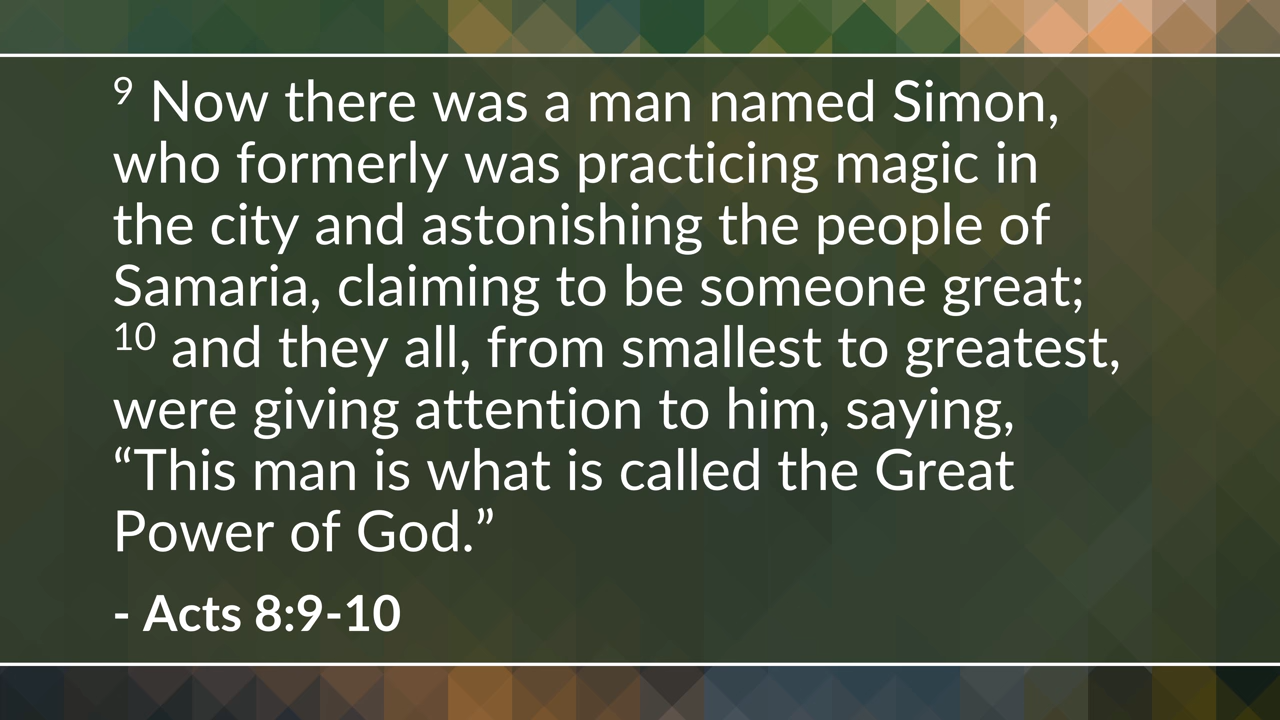 ⁹ Now there was a man named Simon,
who formerly was practicing magic in
the city and astonishing the people of
Samaria, claiming to be someone great;
¹⁰ and they all, from smallest to greatest,
were giving attention to him, saying,
“This man is what is called the Great
Power of God.”
- Acts 8:9-10